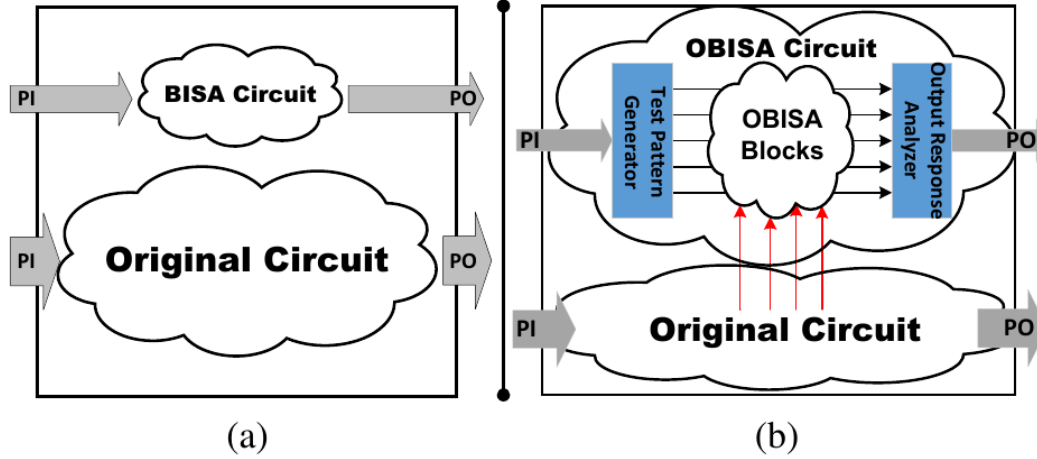 PI
BISA Circuit
PO
PI
Original Circuit
PO
(a)
OBISA Circuit
PI
Test Pattern
Generator
OBISA
Blocks
Output Response
Analyzer
PO
PI
Original Circuit
PO
(b)